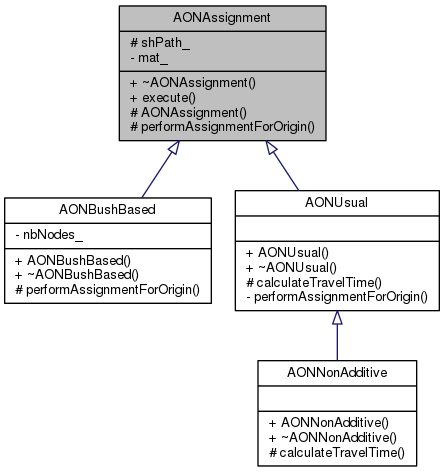 AONAssignment
# shPath_
- mat_
+ ~AONAssignment()
+ execute()
# AONAssignment()
# performAssignmentForOrigin()
AONBushBased
- nbNodes_
+ AONBushBased()
+ ~AONBushBased()
# performAssignmentForOrigin()
AONUsual
+ AONUsual()
+ ~AONUsual()
# calculateTravelTime()
- performAssignmentForOrigin()
AONNonAdditive
+ AONNonAdditive()
+ ~AONNonAdditive()
# calculateTravelTime()